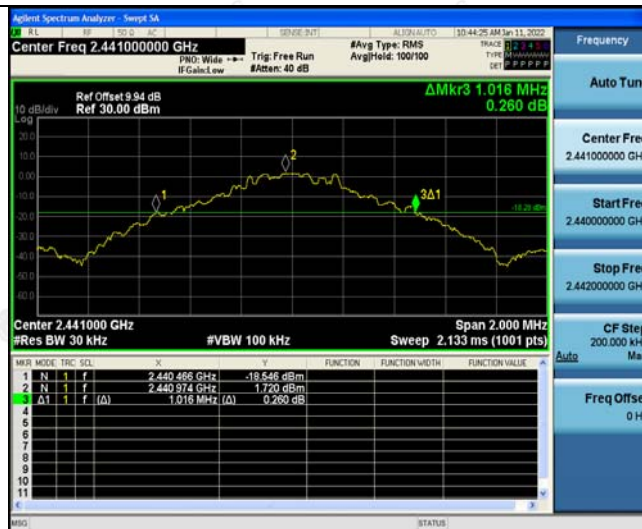 Agilent Spectrum Analyzer - Swept SA
RL RF 50 Ω AC SENSE:INT ALIGN AUTO 10:44:25 AM Jan 11, 2022
Center Freq 2.441000000 GHz
PNO: Wide
IFGain:Low
Trig: Free Run
#Atten: 40 dB
#Avg Type: RMS
Avg|Hold: 100/100
TRACE 1 2 3 4 5 6
TYPE M
DET P P P P P P
Ref Offset 9.94 dB
Ref 30.00 dBm
10 dB/div
Log
ΔMkr3 1.016 MHz
0.260 dB
20.0
10.0
0.00
-10.0
-20.0
-30.0
-40.0
-50.0
-60.0
1
2
3Δ1
Center 2.441000 GHz
#Res BW 30 kHz
#VBW 100 kHz
Span 2.000 MHz
Sweep 2.133 ms (1001 pts)
MKR MODE TRC SCL X Y FUNCTION FUNCTION WIDTH FUNCTION VALUE
1 N 1 f 2.440 466 GHz -18.546 dBm
2 N 1 f 2.440 974 GHz 1.720 dBm
3 Δ1 1 f (Δ) 1.016 MHz (Δ) 0.260 dB
4
5
6
7
8
9
10
11
MSG STATUS
Frequency
Auto Tun
Center Fre
2.441000000 GH
Start Fre
2.440000000 GH
Stop Fre
2.442000000 GH
CF Ste
200.000 kH
Auto Ma
Freq Offse
0 H